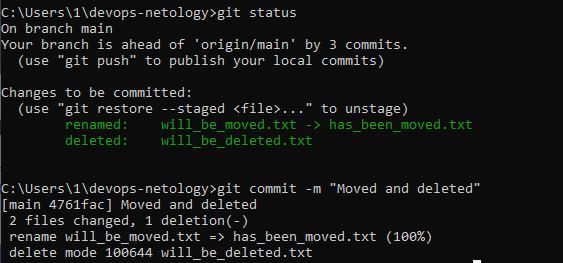 C:\Users\1\devops-netology>git status
On branch main
Your branch is ahead of 'origin/main' by 3 commits.
  (use "git push" to publish your local commits)

Changes to be committed:
  (use "git restore --staged <file>..." to unstage)
        renamed:    will_be_moved.txt -> has_been_moved.txt
        deleted:    will_be_deleted.txt

C:\Users\1\devops-netology>git commit -m "Moved and deleted"
[main 4761fac] Moved and deleted
 2 files changed, 1 deletion(-)
 rename will_be_moved.txt => has_been_moved.txt (100%)
 delete mode 100644 will_be_deleted.txt